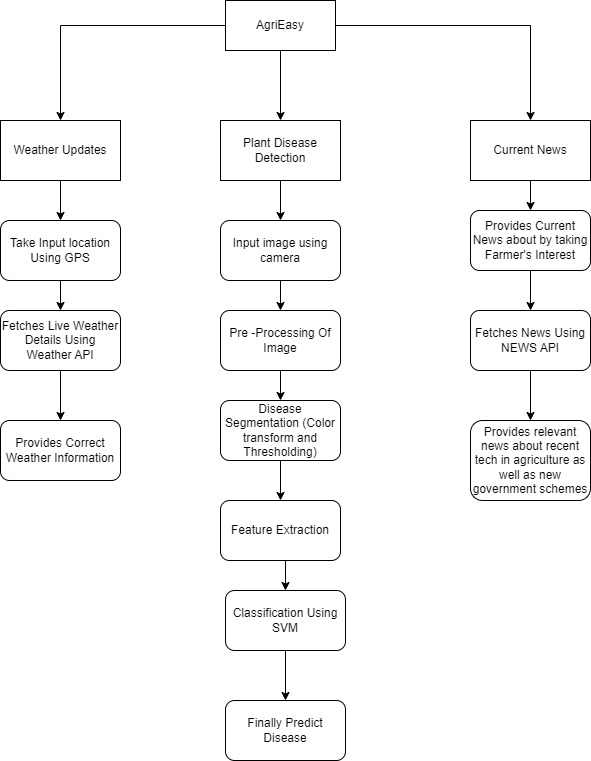 AgriEasy
Weather Updates
Take Input location
Using GPS
Fetches Live Weather
Details Using
Weather API
Provides Correct
Weather Information
Plant Disease
Detection
Input image using
camera
Pre -Processing Of
Image
Disease
Segmentation (Color
transform and
Thresholding)
Feature Extraction
Classification Using
SVM
Finally Predict
Disease
Current News
Provides Current
News about by taking
Farmer's Interest
Fetches News Using
NEWS API
Provides relevant
news about recent
tech in agriculture as
well as new
government schemes